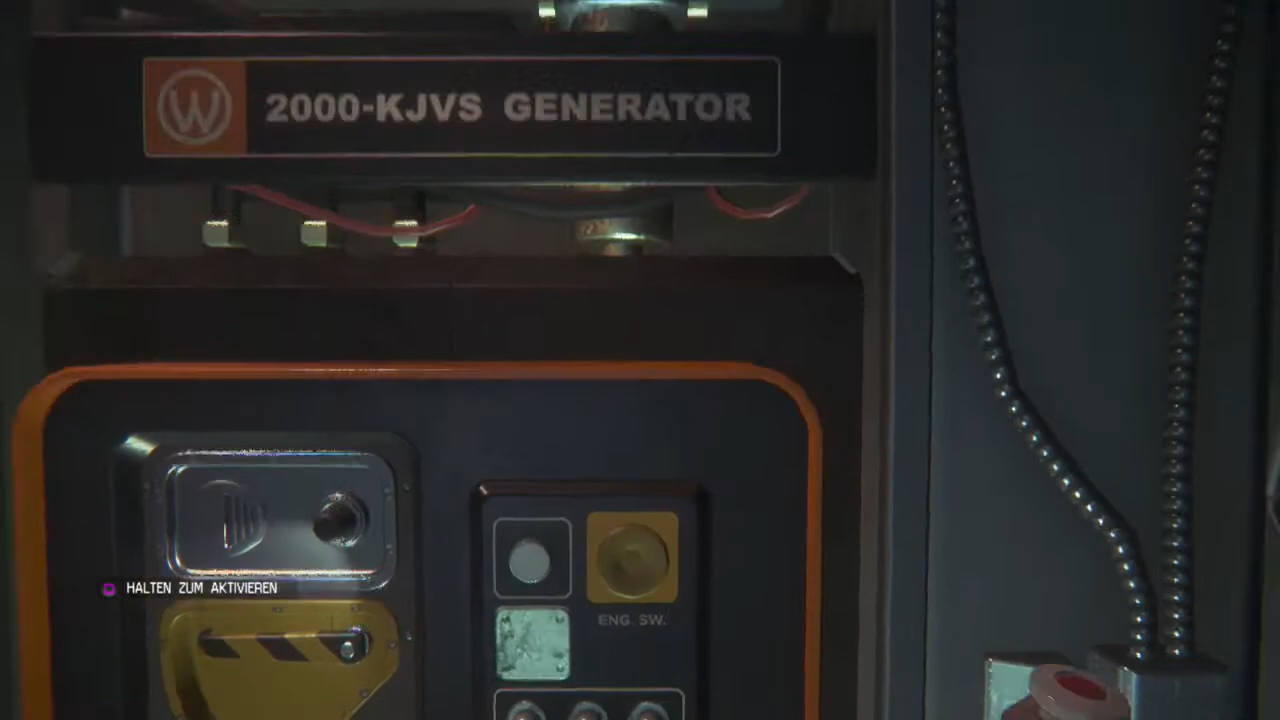 W 2000-KJVS GENERATOR
HALTEN ZUM AKTIVIEREN
ENG. SW.